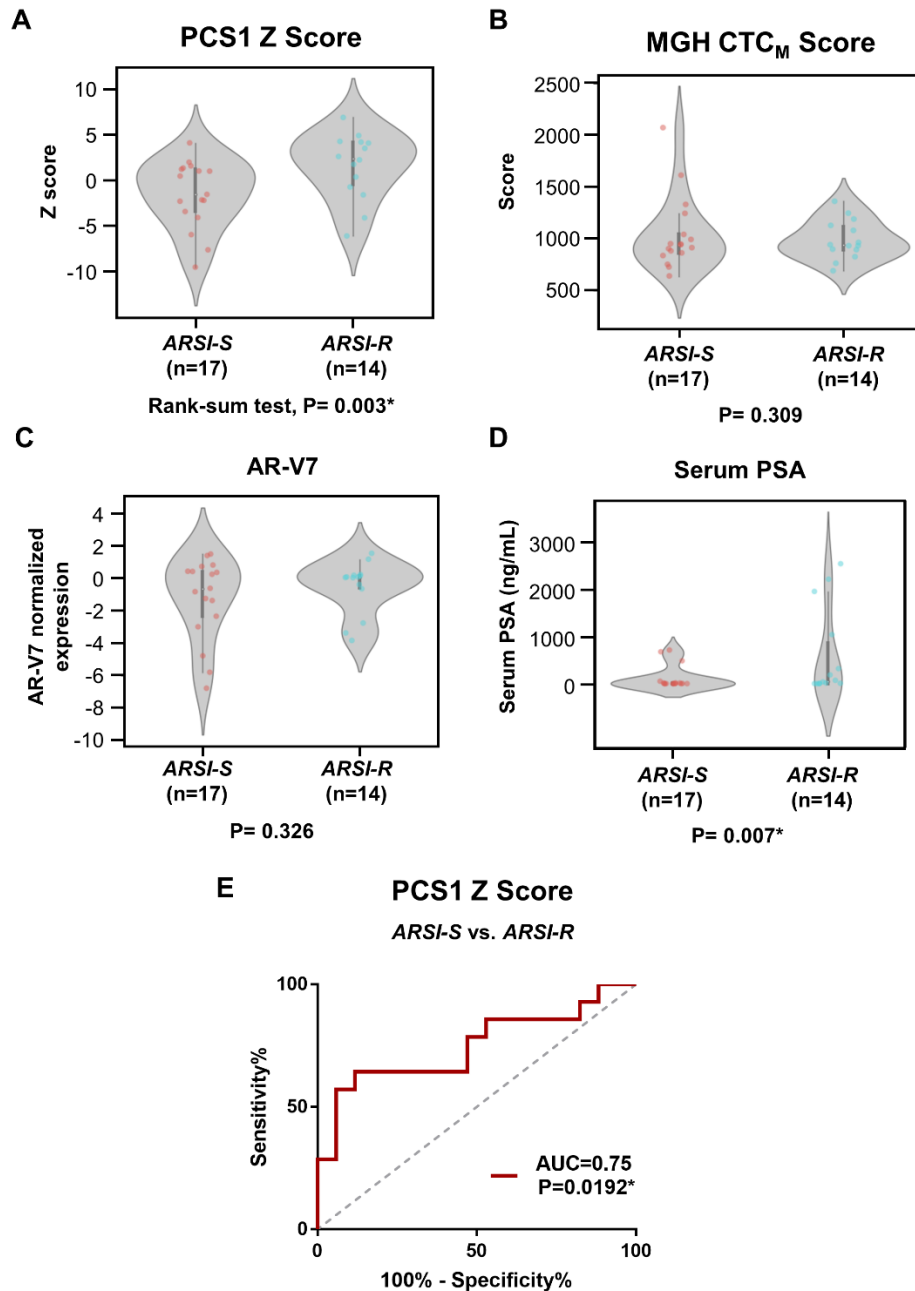 A
PCS1 Z Score
Z score
10
5
0
-5
-10
ARSI-S
(n=17)
ARSI-R
(n=14)
Rank-sum test, P= 0.003*
B
MGH CTCM Score
Score
2500
2000
1500
1000
500
ARSI-S
(n=17)
ARSI-R
(n=14)
P= 0.309
C
AR-V7
AR-V7 normalized
expression
4
2
0
-2
-4
-6
-8
-10
ARSI-S
(n=17)
ARSI-R
(n=14)
P= 0.326
D
Serum PSA
Serum PSA (ng/mL)
3000
2000
1000
0
ARSI-S
(n=17)
ARSI-R
(n=14)
P= 0.007*
E
PCS1 Z Score
ARSI-S vs. ARSI-R
Sensitivity%
100
50
0
AUC=0.75
P=0.0192*
0
50
100
100% - Specificity%